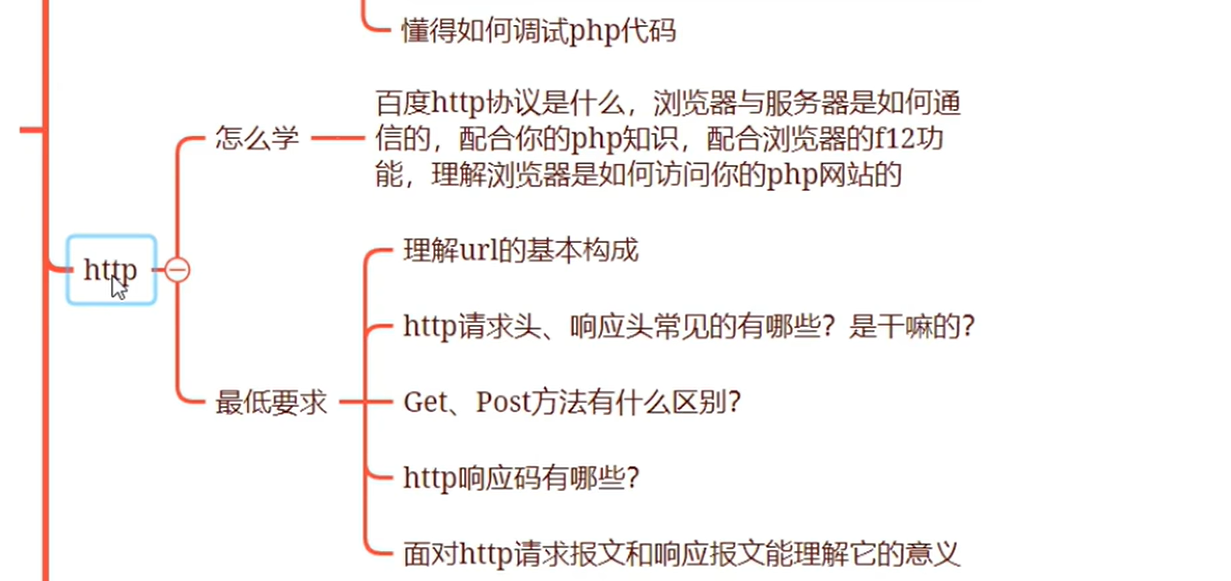 懂得如何调试php代码
百度http协议是什么，浏览器与服务器是如何通
信的，配合你的php知识，配合浏览器的f12功
能，理解浏览器是如何访问你的php网站的
怎么学
http
理解url的基本构成
http请求头、响应头常见的有哪些？是干嘛的？
最低要求
Get、Post方法有什么区别？
http响应码有哪些？
面对http请求报文和响应报文能理解它的意义